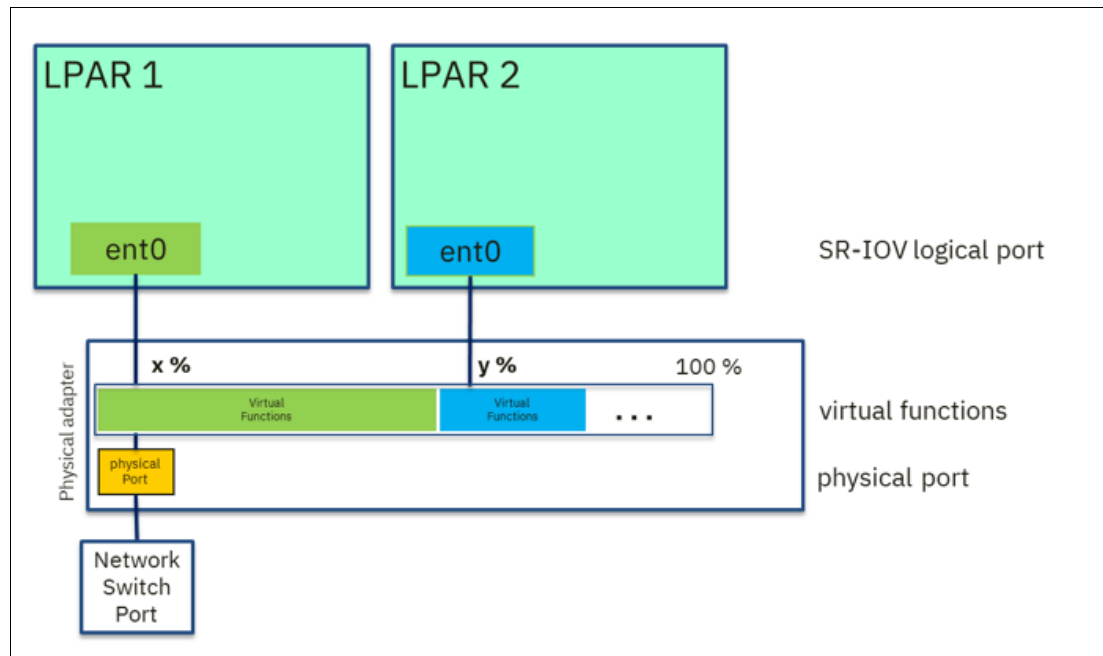 LPAR 1
LPAR 2
ent0
ent0
SR-IOV logical port
Physical adapter
x %
y %
100 %
Virtual
Functions
Virtual
Functions
...
virtual functions
physical
Port
physical port
Network
Switch
Port